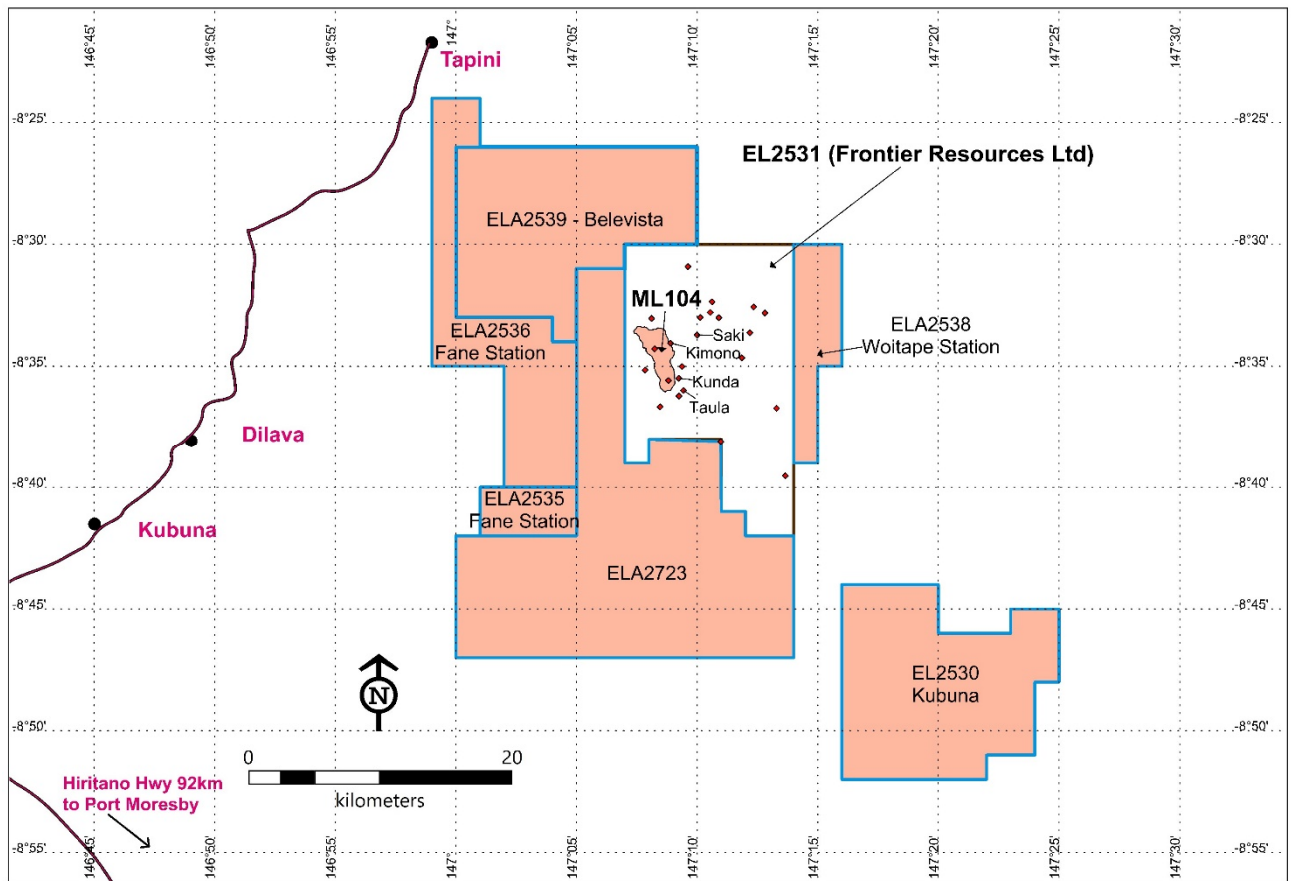 146°45'
146°50'
146°55'
147°
147°05'
147°10'
147°15'
147°20'
147°25'
147°30'
Tapini
-8°25'
-8°25'
EL2531 (Frontier Resources Ltd)
ELA2539 - Belevista
-8°30'
-8°30'
ML104
ELA2536
Fane Station
Saki
Kimono
ELA2538
Woitape Station
-8°35'
-8°35'
Kunda
Taula
Dilava
-8°40'
-8°40'
ELA2535
Fane Station
Kubuna
ELA2723
-8°45'
-8°45'
EL2530
Kubuna
N
-8°50'
-8°50'
0 20
kilometers
Hiritano Hwy 92km
to Port Moresby
-8°55'
-8°55'
146°45'
146°50'
146°55'
147°
147°05'
147°10'
147°15'
147°20'
147°25'
147°30'